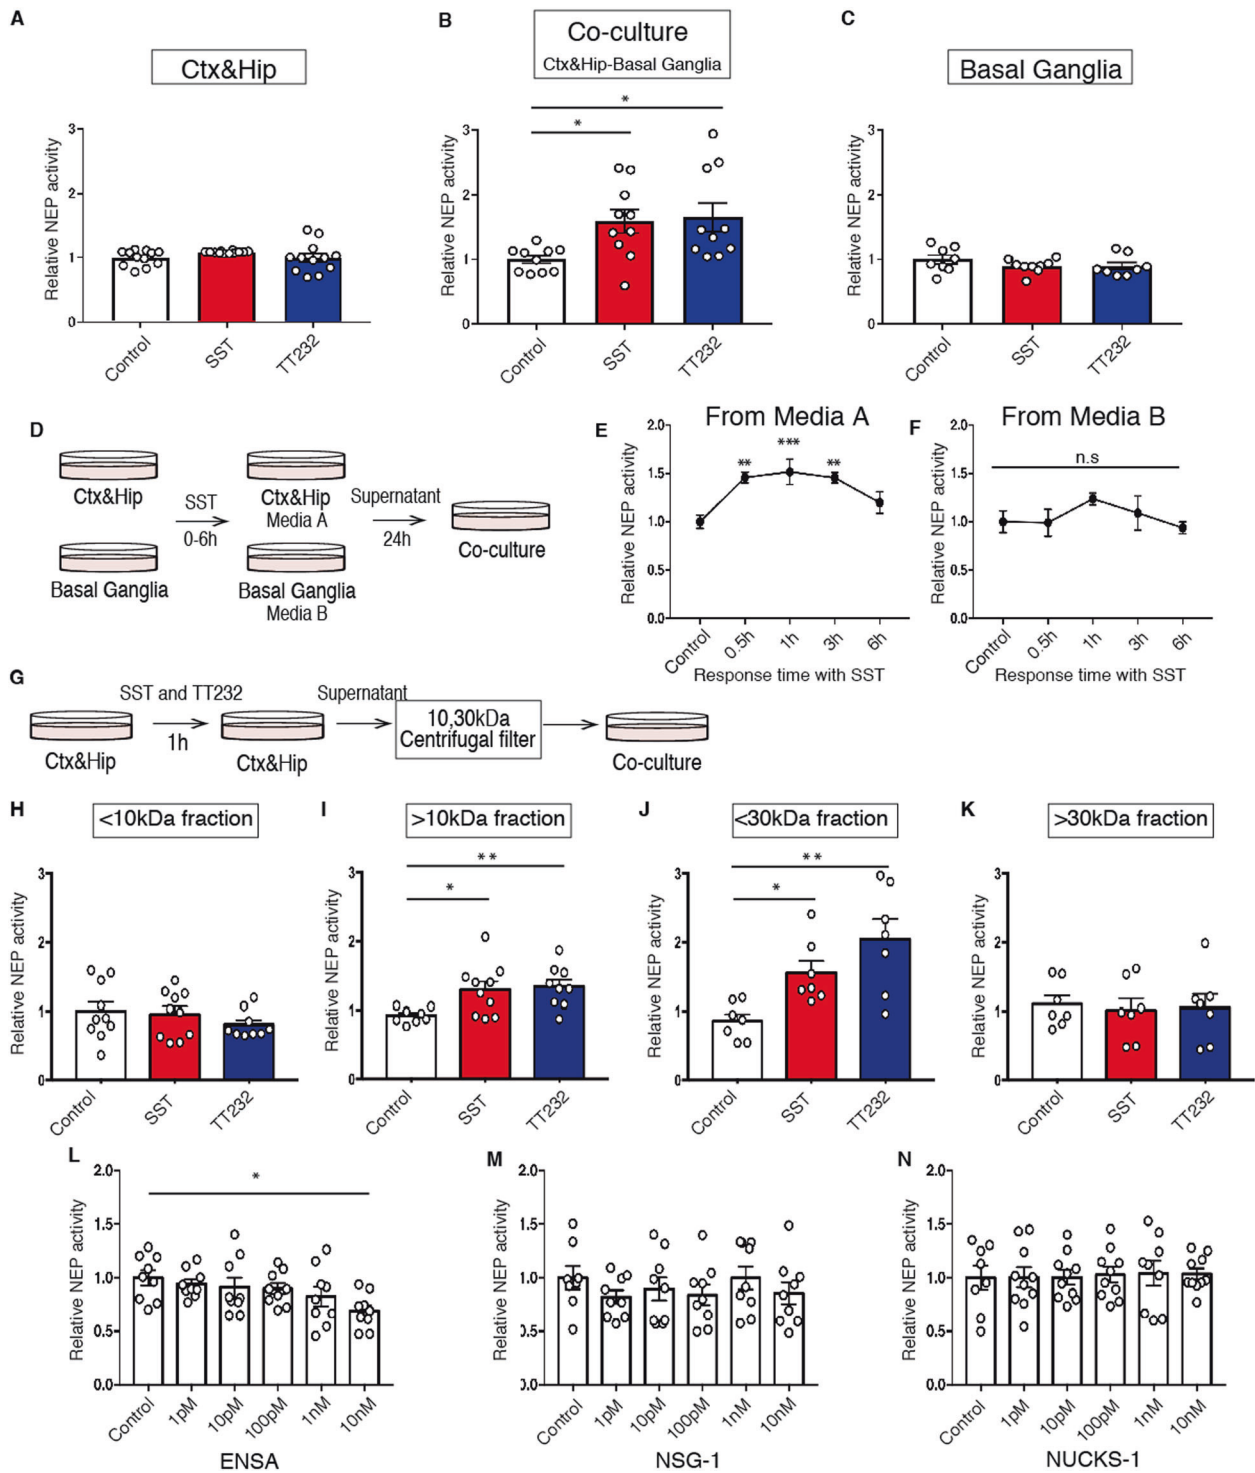 A
Ctx&Hip
Relative NEP activity
3
2
1
0
Control
SST
TT232
B
Co-culture
Ctx&Hip-Basal Ganglia
*
*
Relative NEP activity
3
2
1
0
Control
SST
TT232
C
Basal Ganglia
Relative NEP activity
3
2
1
0
Control
SST
TT232
D
Ctx&Hip
Basal Ganglia
SST
0-6h
Ctx&Hip
Media A
Basal Ganglia
Media B
Supernatant
24h
Co-culture
E
From Media A
Relative NEP activity
2.0
1.5
1.0
0.5
0.0
**
***
**
Control
0.5h
1h
3h
6h
Response time with SST
F
From Media B
Relative NEP activity
2.0
1.5
1.0
0.5
0.0
n.s
Control
0.5h
1h
3h
6h
Response time with SST
G
Ctx&Hip
SST and TT232
1h
Ctx&Hip
Supernatant
10,30kDa
Centrifugal filter
Co-culture
H
<10kDa fraction
Relative NEP activity
3
2
1
0
Control
SST
TT232
I
>10kDa fraction
**
*
Relative NEP activity
3
2
1
0
Control
SST
TT232
J
<30kDa fraction
**
*
Relative NEP activity
3
2
1
0
Control
SST
TT232
K
>30kDa fraction
Relative NEP activity
3
2
1
0
Control
SST
TT232
L
*
Relative NEP activity
2.0
1.5
1.0
0.5
0.0
Control
1pM
10pM
100pM
1nM
10nM
ENSA
M
Relative NEP activity
2.0
1.5
1.0
0.5
0.0
Control
1pM
10pM
100pM
1nM
10nM
NSG-1
N
Relative NEP activity
2.0
1.5
1.0
0.5
0.0
Control
1pM
10pM
100pM
1nM
10nM
NUCKS-1